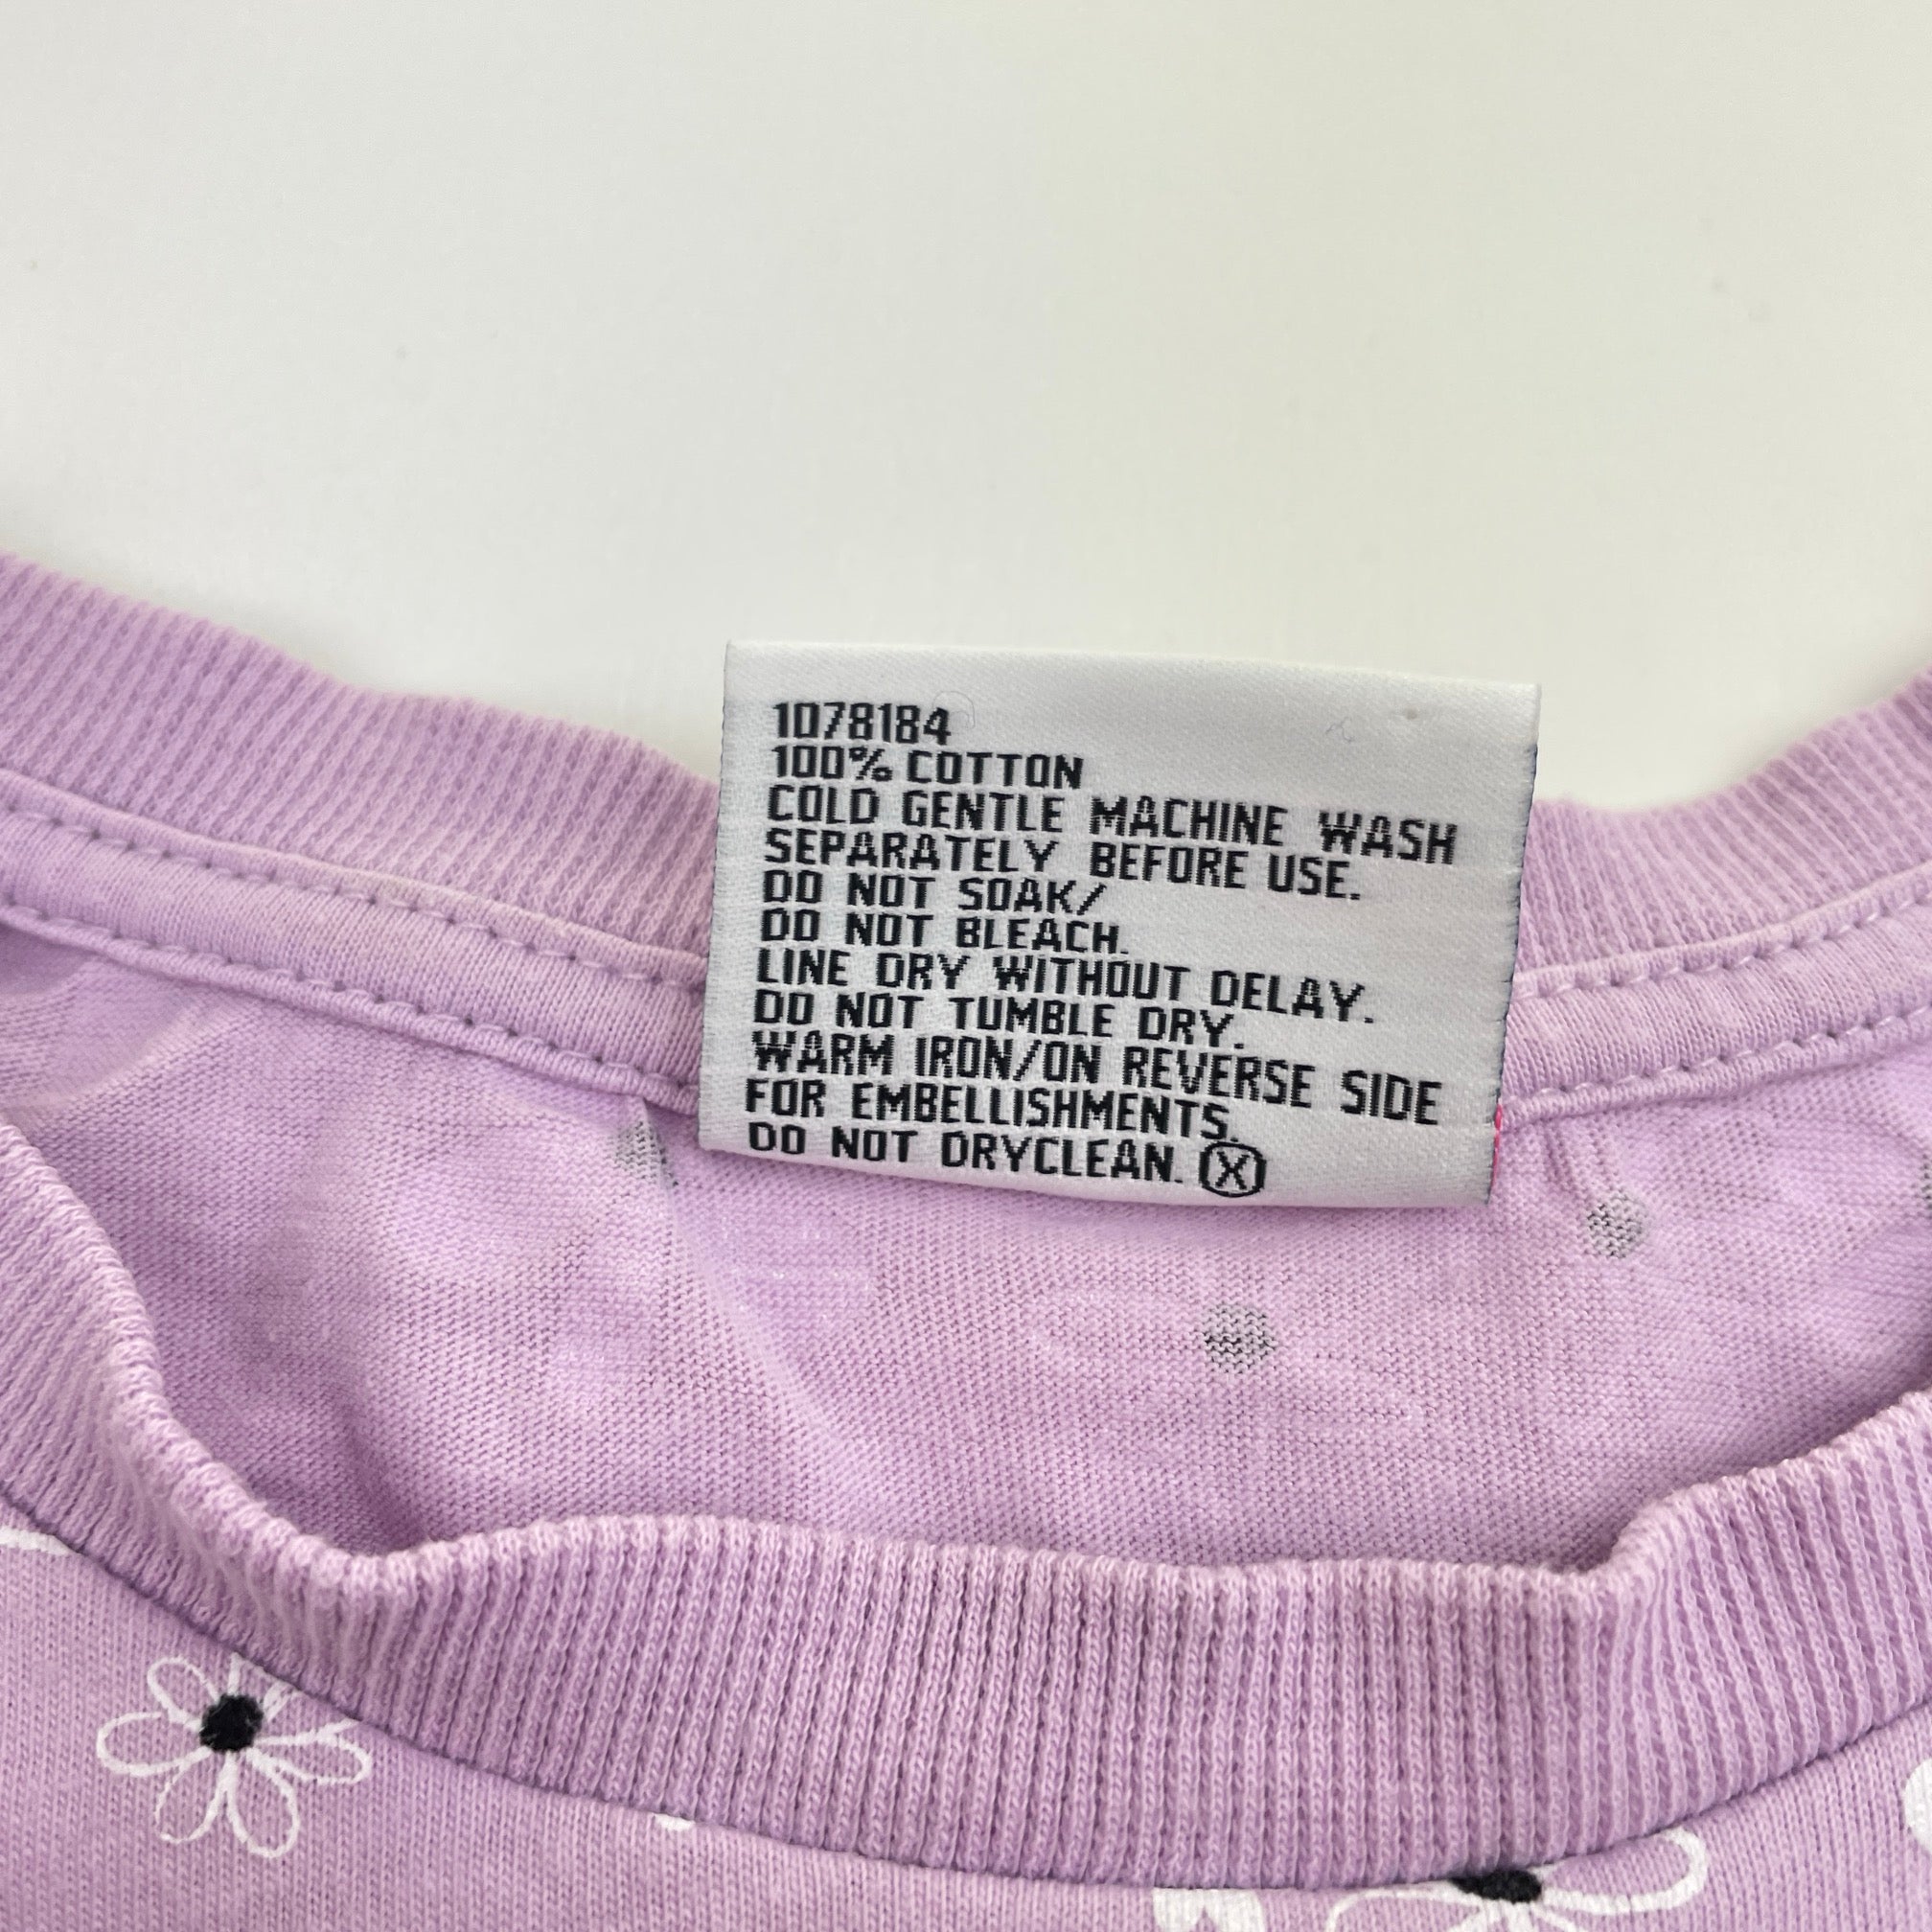 1078184
100% COTTON
COLD GENTLE MACHINE WASH
SEPARATELY BEFORE USE.
DO NOT SOAK/
DO NOT BLEACH.
LINE DRY WITHOUT DELAY.
DO NOT TUMBLE DRY.
WARM IRON/ON REVERSE SIDE
FOR EMBELLISHMENTS.
DO NOT DRYCLEAN. Ⓧ